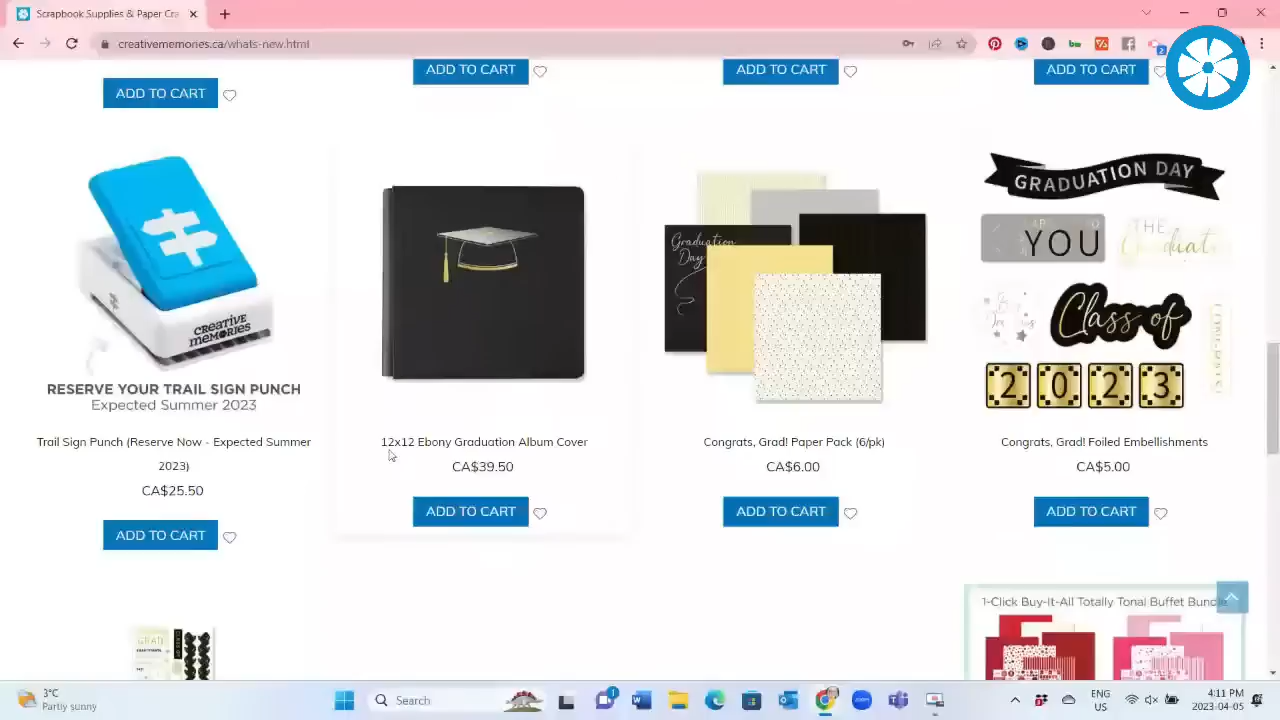 Scrapbook Supplies & Paper Cra
creativememories.ca/whats-new.html
ADD TO CART
ADD TO CART
ADD TO CART
ADD TO CART
CREATIVE
MEMORIES
RESERVE YOUR TRAIL SIGN PUNCH
Expected Summer 2023
Trail Sign Punch (Reserve Now - Expected Summer
2023)
CA$25.50
ADD TO CART
12x12 Ebony Graduation Album Cover
CA$39.50
ADD TO CART
Graduation
Day
Congrats, Grad! Paper Pack (6/pk)
CA$6.00
ADD TO CART
GRADUATION DAY
YOU
THE
Graduate
Class of
2023
Congrats, Grad! Foiled Embellishments
CA$5.00
ADD TO CART
GRAD
1-Click Buy-It-All Totally Tonal Buffet Bundle
3°C
Partly sunny
Search
ENG
US
4:11 PM
2023-04-05